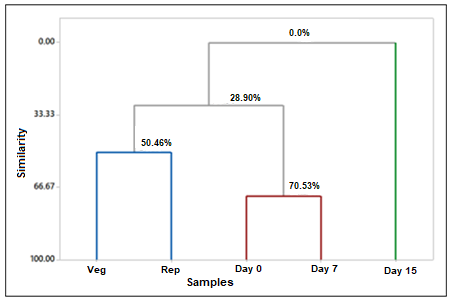 0.0%
0.00
28.90%
33.33
50.46%
Similarity
66.67
70.53%
100.00
Veg Rep Day 0 Day 7 Day 15
Samples